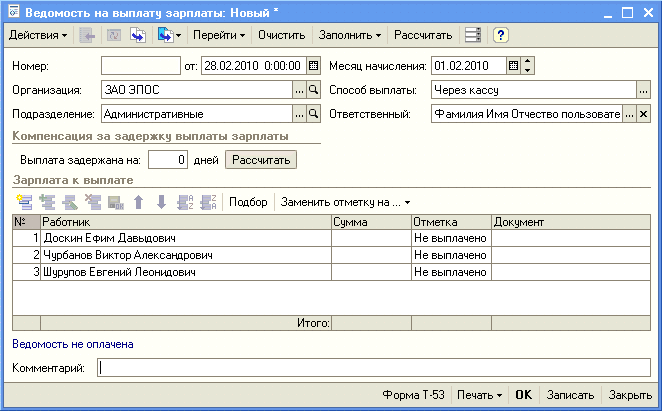 Ведомость на выплату зарплаты: Новый *
Действия Перейти Очистить Заполнить Рассчитать ?
Номер: от: 28.02.2010 0:00:00 Месяц начисления: 01.02.2010
Организация: ЗАО ЭПОС ... Способ выплаты: Через кассу ...
Подразделение: Административные ... Ответственный: Фамилия Имя Отчество пользовате ... ×
Компенсация за задержку выплаты зарплаты
Выплата задержана на: 0 дней Рассчитать
Зарплата к выплате
Подбор Заменить отметку на ...
№ Работник Сумма Отметка Документ
1 Доскин Ефим Давыдович Не выплачено
2 Чурбанов Виктор Александрович Не выплачено
3 Шурупов Евгений Леонидович Не выплачено
Итого:
Ведомость не оплачена
Комментарий:
Форма Т-53 Печать OK Записать Закрыть